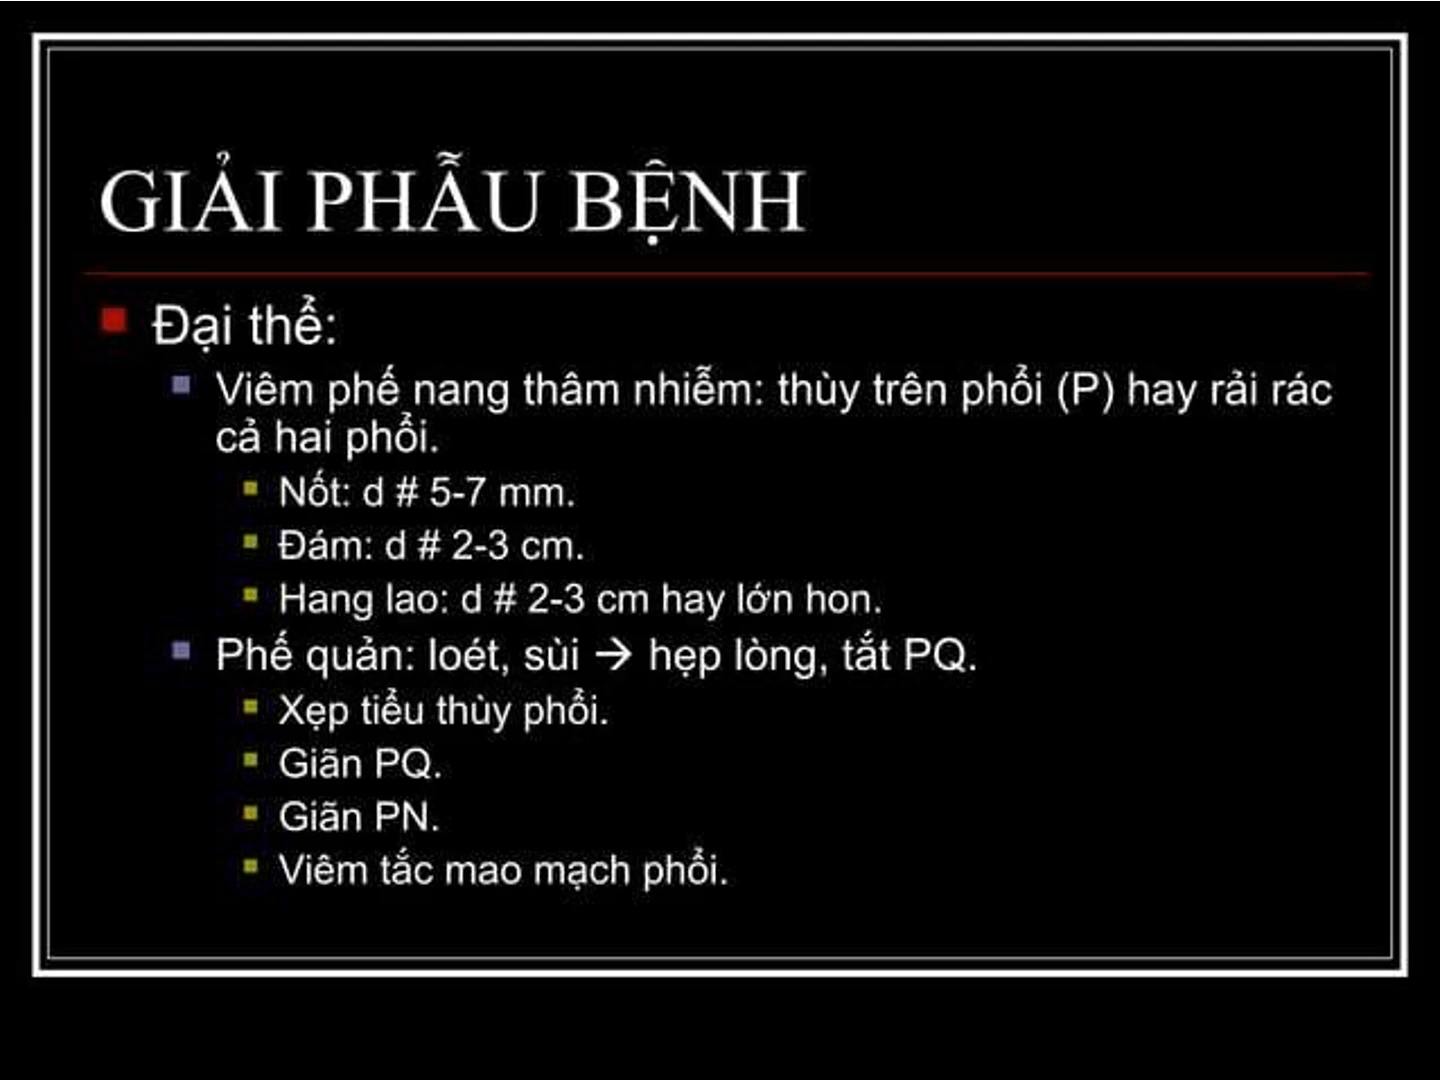 GIẢI PHẪU BỆNH
Đại thể:
Viêm phế nang thâm nhiễm: thùy trên phổi (P) hay rải rác
cả hai phổi.
Nốt: d # 5-7 mm.
Đám: d # 2-3 cm.
Hang lao: d # 2-3 cm hay lớn hon.
Phế quản: loét, sùi → hẹp lòng, tắt PQ.
Xẹp tiểu thùy phổi.
Giãn PQ.
Giãn PN.
Viêm tắc mao mạch phổi.